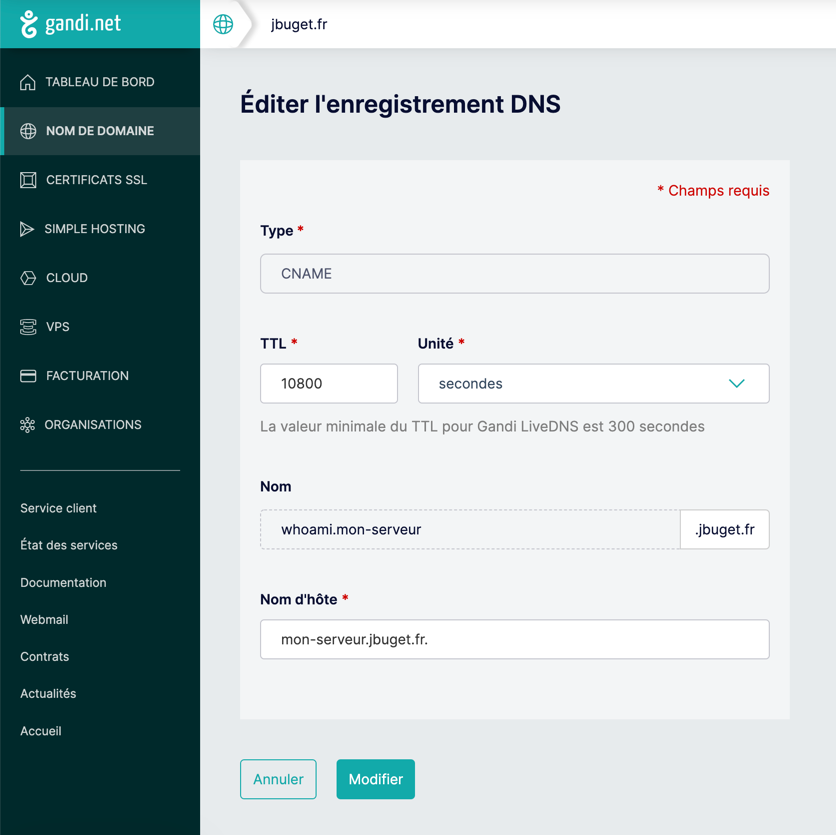 gandi.net
jbuget.fr
TABLEAU DE BORD
NOM DE DOMAINE
CERTIFICATS SSL
SIMPLE HOSTING
CLOUD
VPS
FACTURATION
ORGANISATIONS
Service client
État des services
Documentation
Webmail
Contrats
Actualités
Accueil
Éditer l'enregistrement DNS
* Champs requis
Type *
CNAME
TTL * Unité *
10800 secondes
La valeur minimale du TTL pour Gandi LiveDNS est 300 secondes
Nom
whoami.mon-serveur .jbuget.fr
Nom d'hôte *
mon-serveur.jbuget.fr.
Annuler Modifier